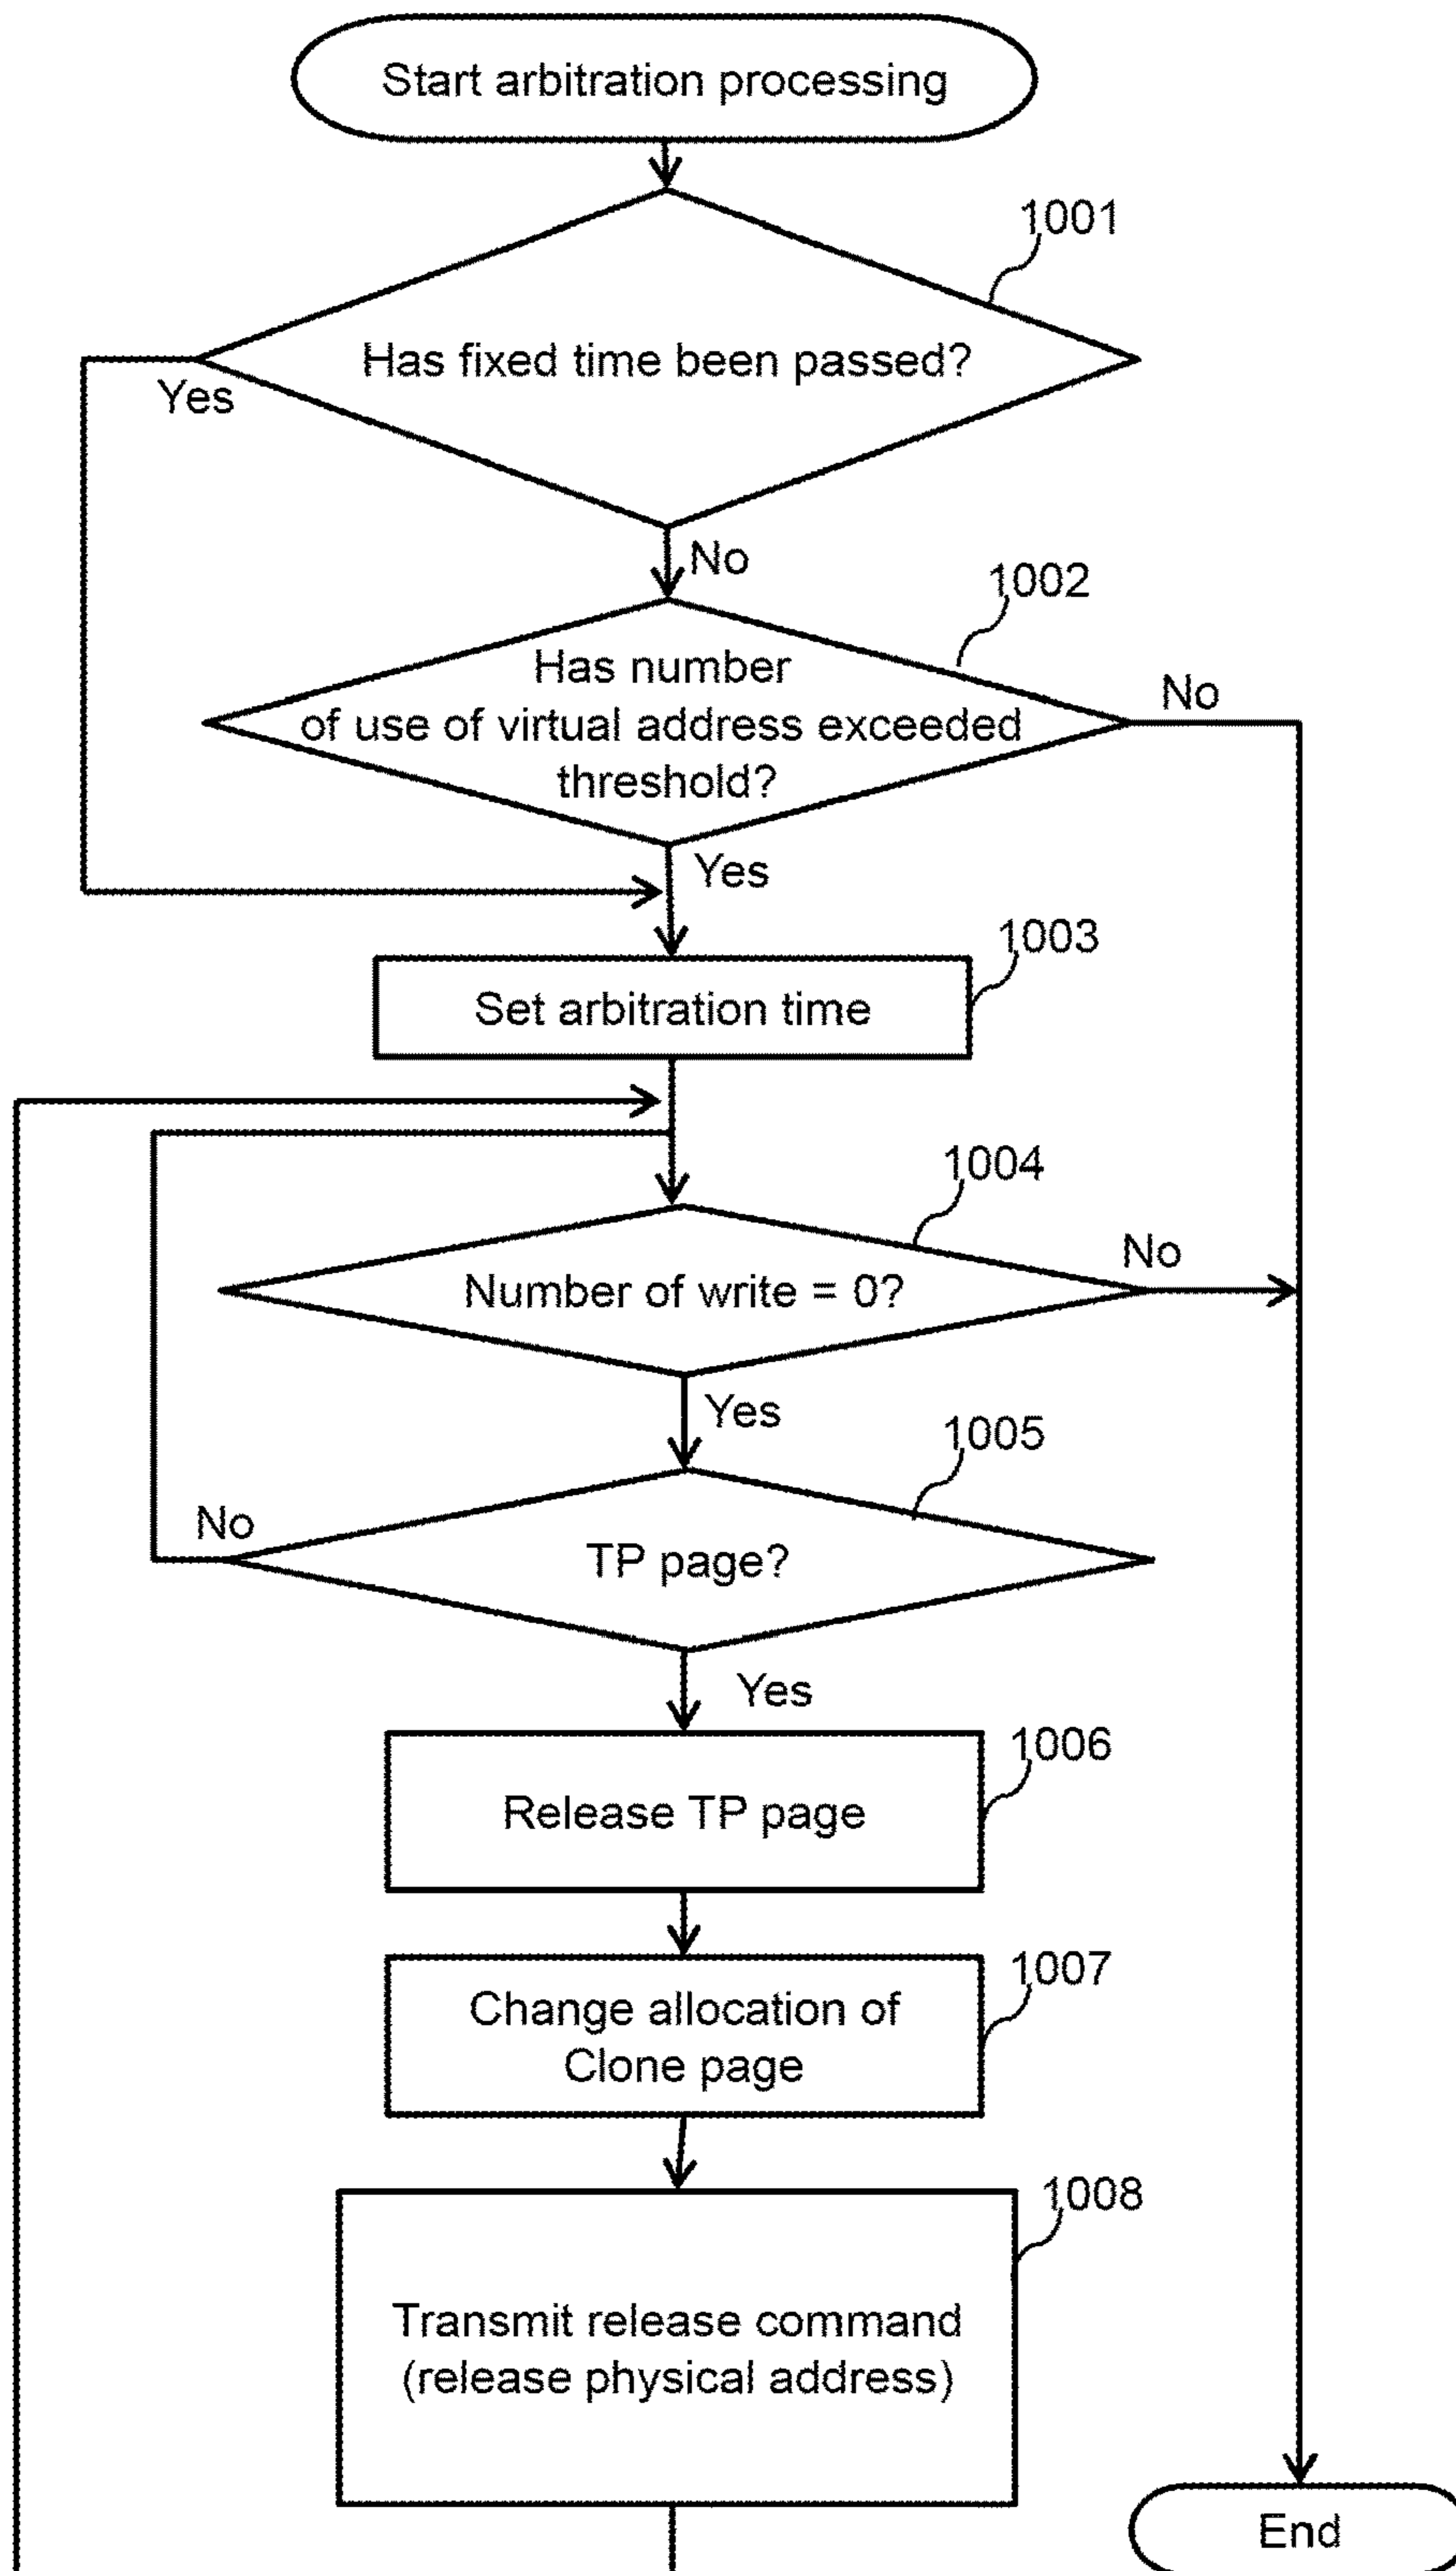 Start arbitration processing
1001
Has fixed time been passed?
Yes
No
1002
Has number
of use of virtual address exceeded
threshold?
No
Yes
1003
Set arbitration time
1004
Number of write = 0?
No
Yes
1005
TP page?
No
Yes
1006
Release TP page
1007
Change allocation of
Clone page
1008
Transmit release command
(release physical address)
End